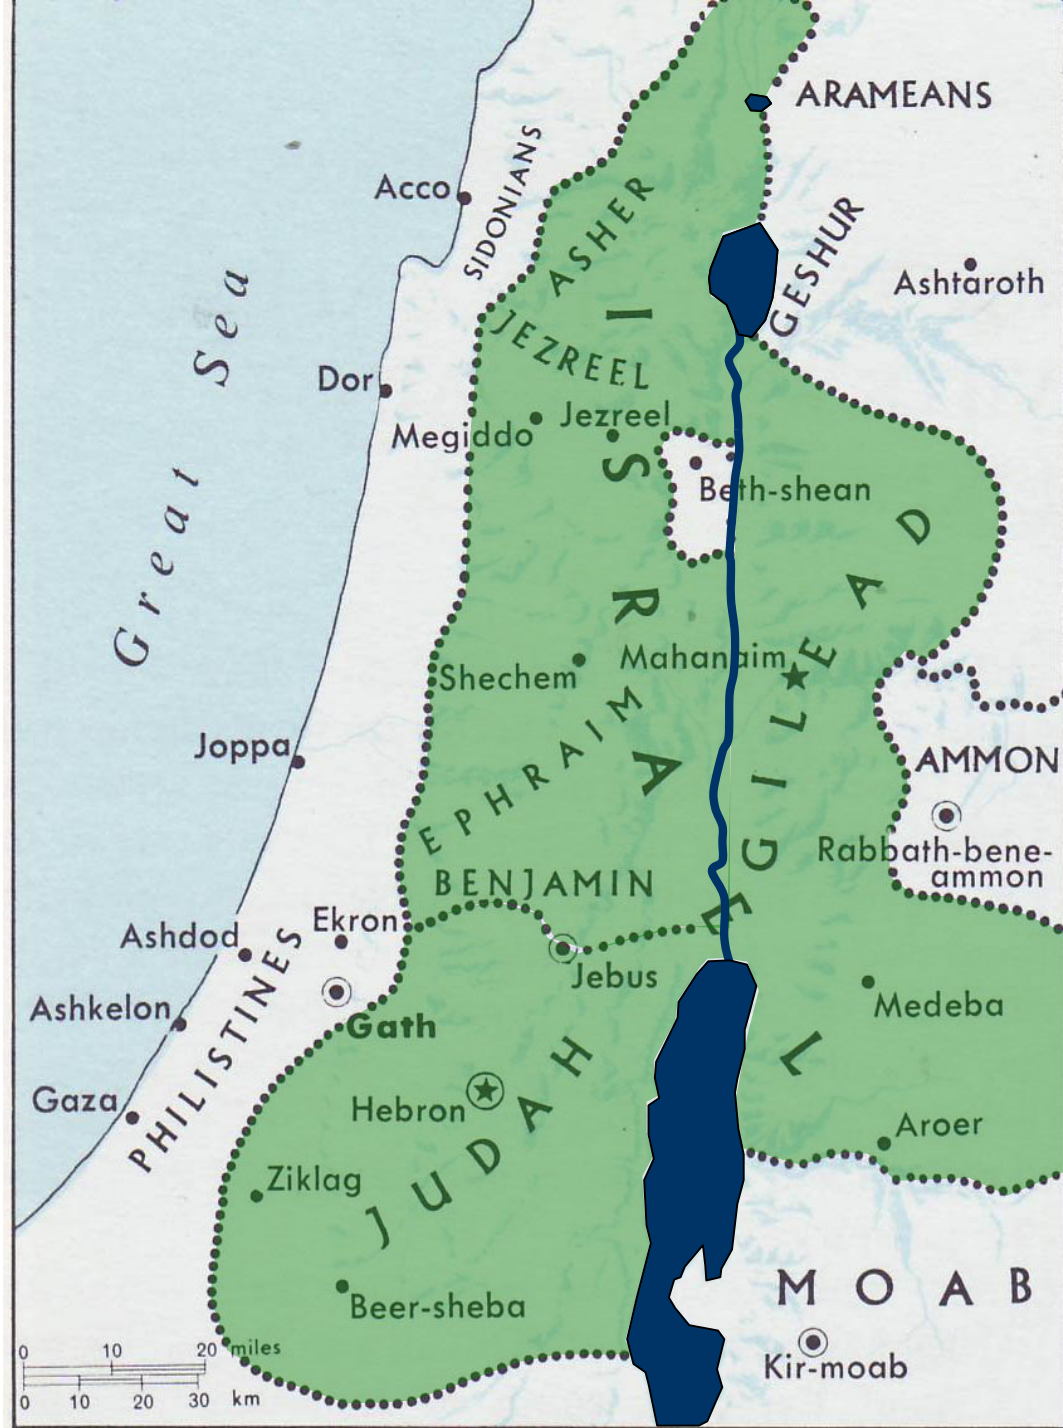 ARAMEANS
SIDONIANS
Acco
ASHER
GESHUR
Ashtaroth
Great Sea
JEZREEL
Dor
Jezreel
Megiddo
Beth-shean
ISRAEL
GILEAD
Mahanaim
Shechem
EPHRAIM
Joppa
AMMON
Rabbath-bene-
ammon
BENJAMIN
Ekron
Ashdod
Jebus
Medeba
Ashkelon
Gath
PHILISTINES
Gaza
Hebron
JUDAH
Aroer
Ziklag
Beer-sheba
MOAB
Kir-moab
0 10 20 miles
0 10 20 30 km